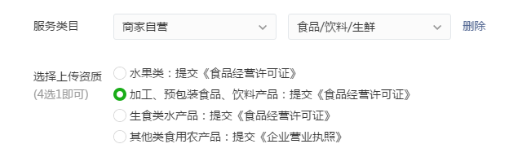 服务类目 商家自营 食品/饮料/生鲜 删除
选择上传资质 水果类：提交《食品经营许可证》
(4选1即可) 加工、预包装食品、饮料产品：提交《食品经营许可证》
生食类水产品：提交《食品经营许可证》
其他类食用农产品：提交《企业营业执照》